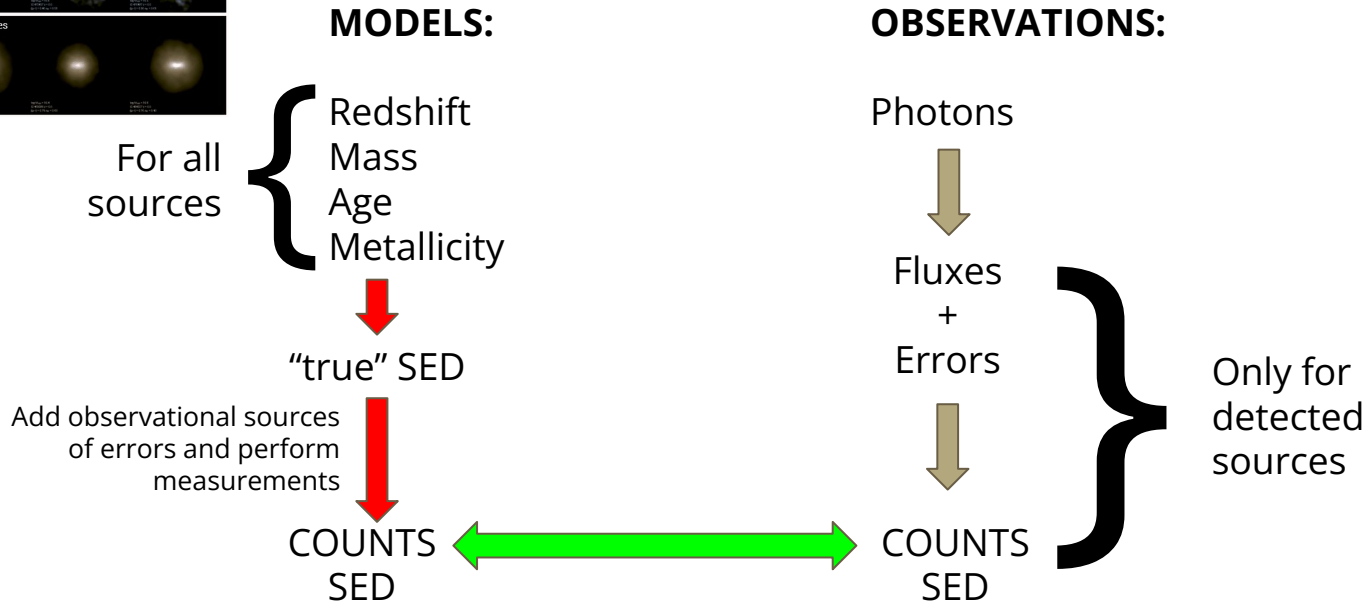 es
MODELS:
OBSERVATIONS:
For all
sources
Redshift
Mass
Age
Metallicity
“true” SED
Add observational sources
of errors and perform
measurements
COUNTS
SED
Photons
Fluxes
+
Errors
COUNTS
SED
Only for
detected
sources